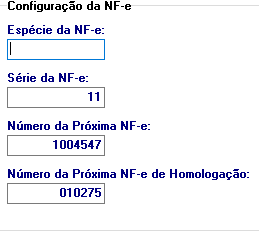 Configuração da NF-e
Espécie da NF-e:
Série da NF-e:
11
Número da Próxima NF-e:
1004547
Número da Próxima NF-e de Homologação:
010275